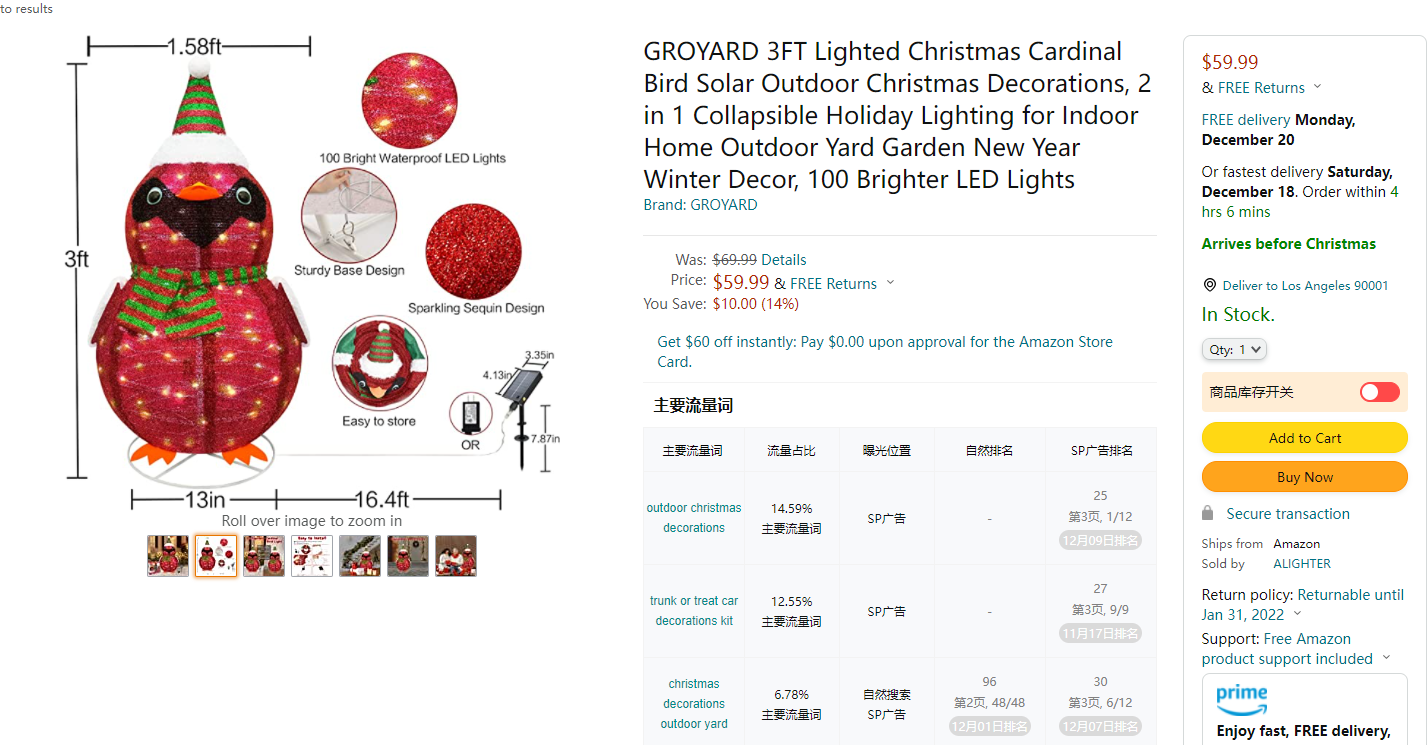 to results
1.58ft
100 Bright Waterproof LED Lights
3ft
Sturdy Base Design
Sparkling Sequin Design
3.35in
4.13in
Easy to store
OR
7.87in
13in
16.4ft
Roll over image to zoom in
GROYARD 3FT Lighted Christmas Cardinal
Bird Solar Outdoor Christmas Decorations, 2
in 1 Collapsible Holiday Lighting for Indoor
Home Outdoor Yard Garden New Year
Winter Decor, 100 Brighter LED Lights
Brand: GROYARD
Was: $69.99 Details
Price: $59.99 & FREE Returns
You Save: $10.00 (14%)
Get $60 off instantly: Pay $0.00 upon approval for the Amazon Store
Card.
主要流量词
主要流量词 流量占比 曝光位置 自然排名 SP广告排名
outdoor christmas
decorations
14.59%
主要流量词
SP广告
-
25
第3页, 1/12
12月09日排名
trunk or treat car
decorations kit
12.55%
主要流量词
SP广告
-
27
第3页, 9/9
11月17日排名
christmas
decorations
outdoor yard
6.78%
主要流量词
自然搜索
SP广告
96
第2页, 48/48
12月01日排名
30
第3页, 6/12
12月07日排名
$59.99
& FREE Returns
FREE delivery Monday,
December 20
Or fastest delivery Saturday,
December 18. Order within 4
hrs 6 mins
Arrives before Christmas
Deliver to Los Angeles 90001
In Stock.
Qty: 1
商品库存开关
Add to Cart
Buy Now
Secure transaction
Ships from Amazon
Sold by ALIGHTER
Return policy: Returnable until
Jan 31, 2022
Support: Free Amazon
product support included
prime
Enjoy fast, FREE delivery,